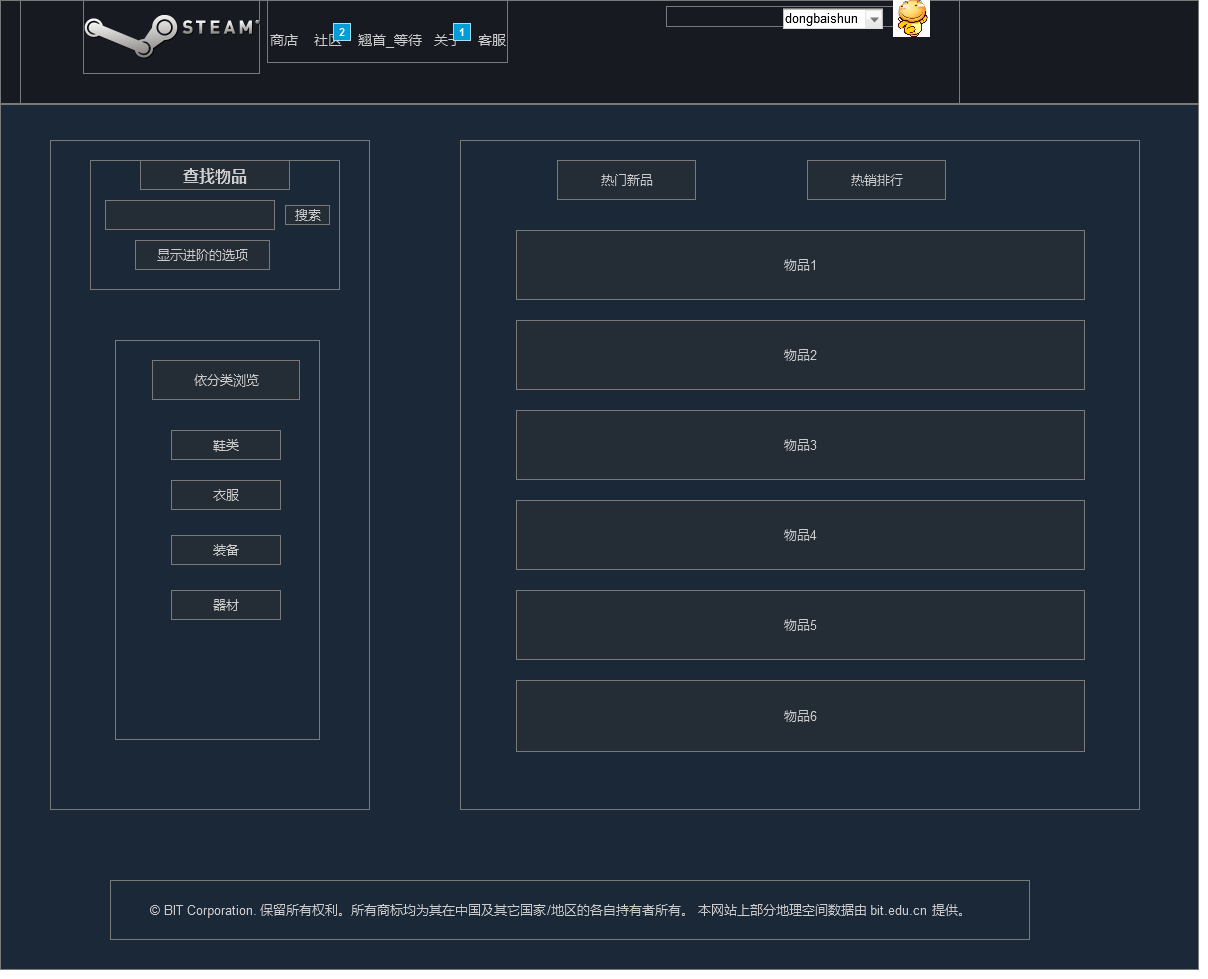 STEAM®
商店 社区 2 翘首_等待 关于 1 客服
dongbaishun
查找物品
搜索
显示进阶的选项
依分类浏览
鞋类
衣服
装备
器材
热门新品 热销排行
物品1
物品2
物品3
物品4
物品5
物品6
© BIT Corporation. 保留所有权利。所有商标均为其在中国及其它国家/地区的各自持有者所有。 本网站上部分地理空间数据由 bit.edu.cn 提供。